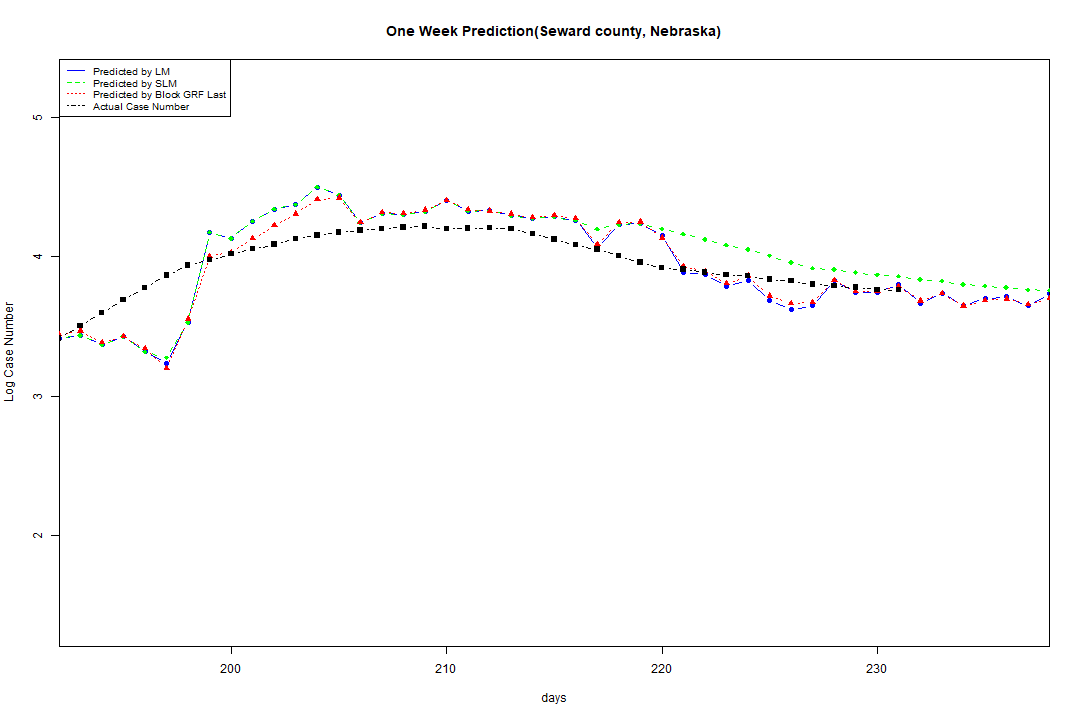 One Week Prediction(Seward county, Nebraska)
Predicted by LM
Predicted by SLM
Predicted by Block GRF Last
Actual Case Number
5
4
3
2
Log Case Number
200 210 220 230
days